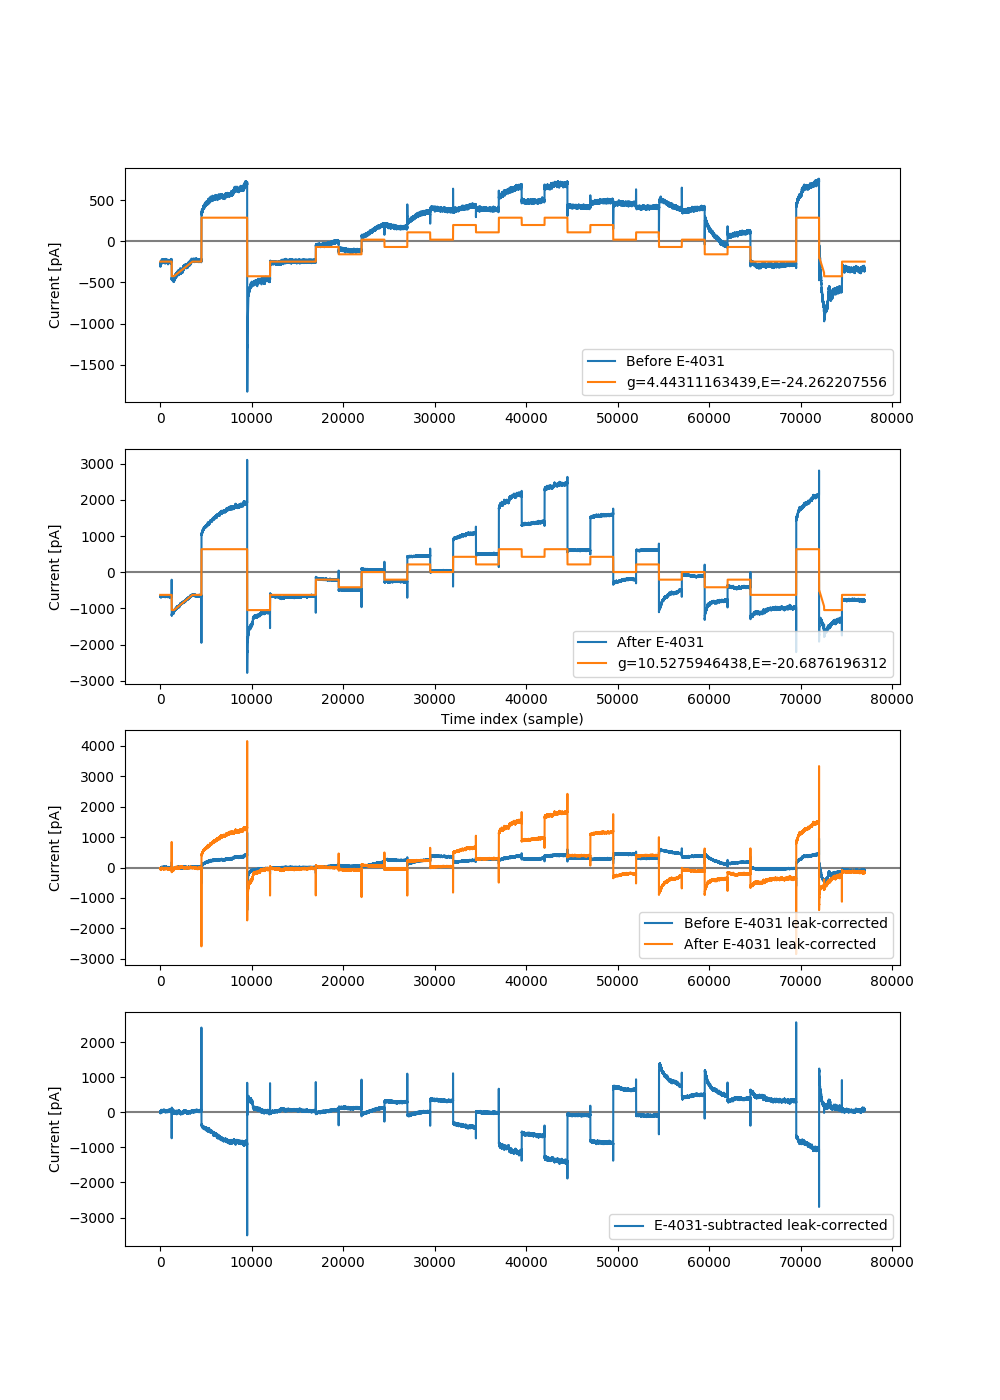 500
0
−500
−1000
−1500
Current [pA]
Before E-4031
g=4.44311163439,E=-24.262207556
0 10000 20000 30000 40000 50000 60000 70000 80000
3000
2000
1000
0
−1000
−2000
−3000
Current [pA]
After E-4031
g=10.5275946438,E=-20.6876196312
0 10000 20000 30000 40000 50000 60000 70000 80000
Time index (sample)
4000
3000
2000
1000
0
−1000
−2000
−3000
Current [pA]
Before E-4031 leak-corrected
After E-4031 leak-corrected
0 10000 20000 30000 40000 50000 60000 70000 80000
2000
1000
0
−1000
−2000
−3000
Current [pA]
E-4031-subtracted leak-corrected
0 10000 20000 30000 40000 50000 60000 70000 80000